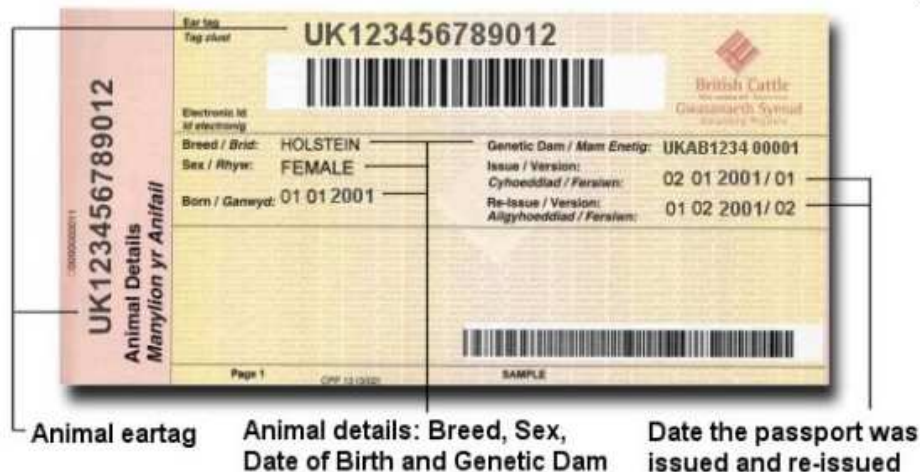 Ear tag
Tag clust
UK123456789012
British Cattle
Electronic Id
Id electronig
Breed / Brid: HOLSTEIN
Sex / Rhyw: FEMALE
Born / Ganwyd: 01 01 2001
Genetic Dam / Mam Enetig: UKAB1234 00001
Issue / Version:
Cyhoeddiad / Fersiwn: 02 01 2001/ 01
Re-Issue / Version:
Ailgyhoeddiad / Fersiwn: 01 02 2001/ 02
UK123456789012
Animal Details
Manylion yr Anifail
Page 1
SAMPLE
Animal eartag
Animal details: Breed, Sex,
Date of Birth and Genetic Dam
Date the passport was
issued and re-issued